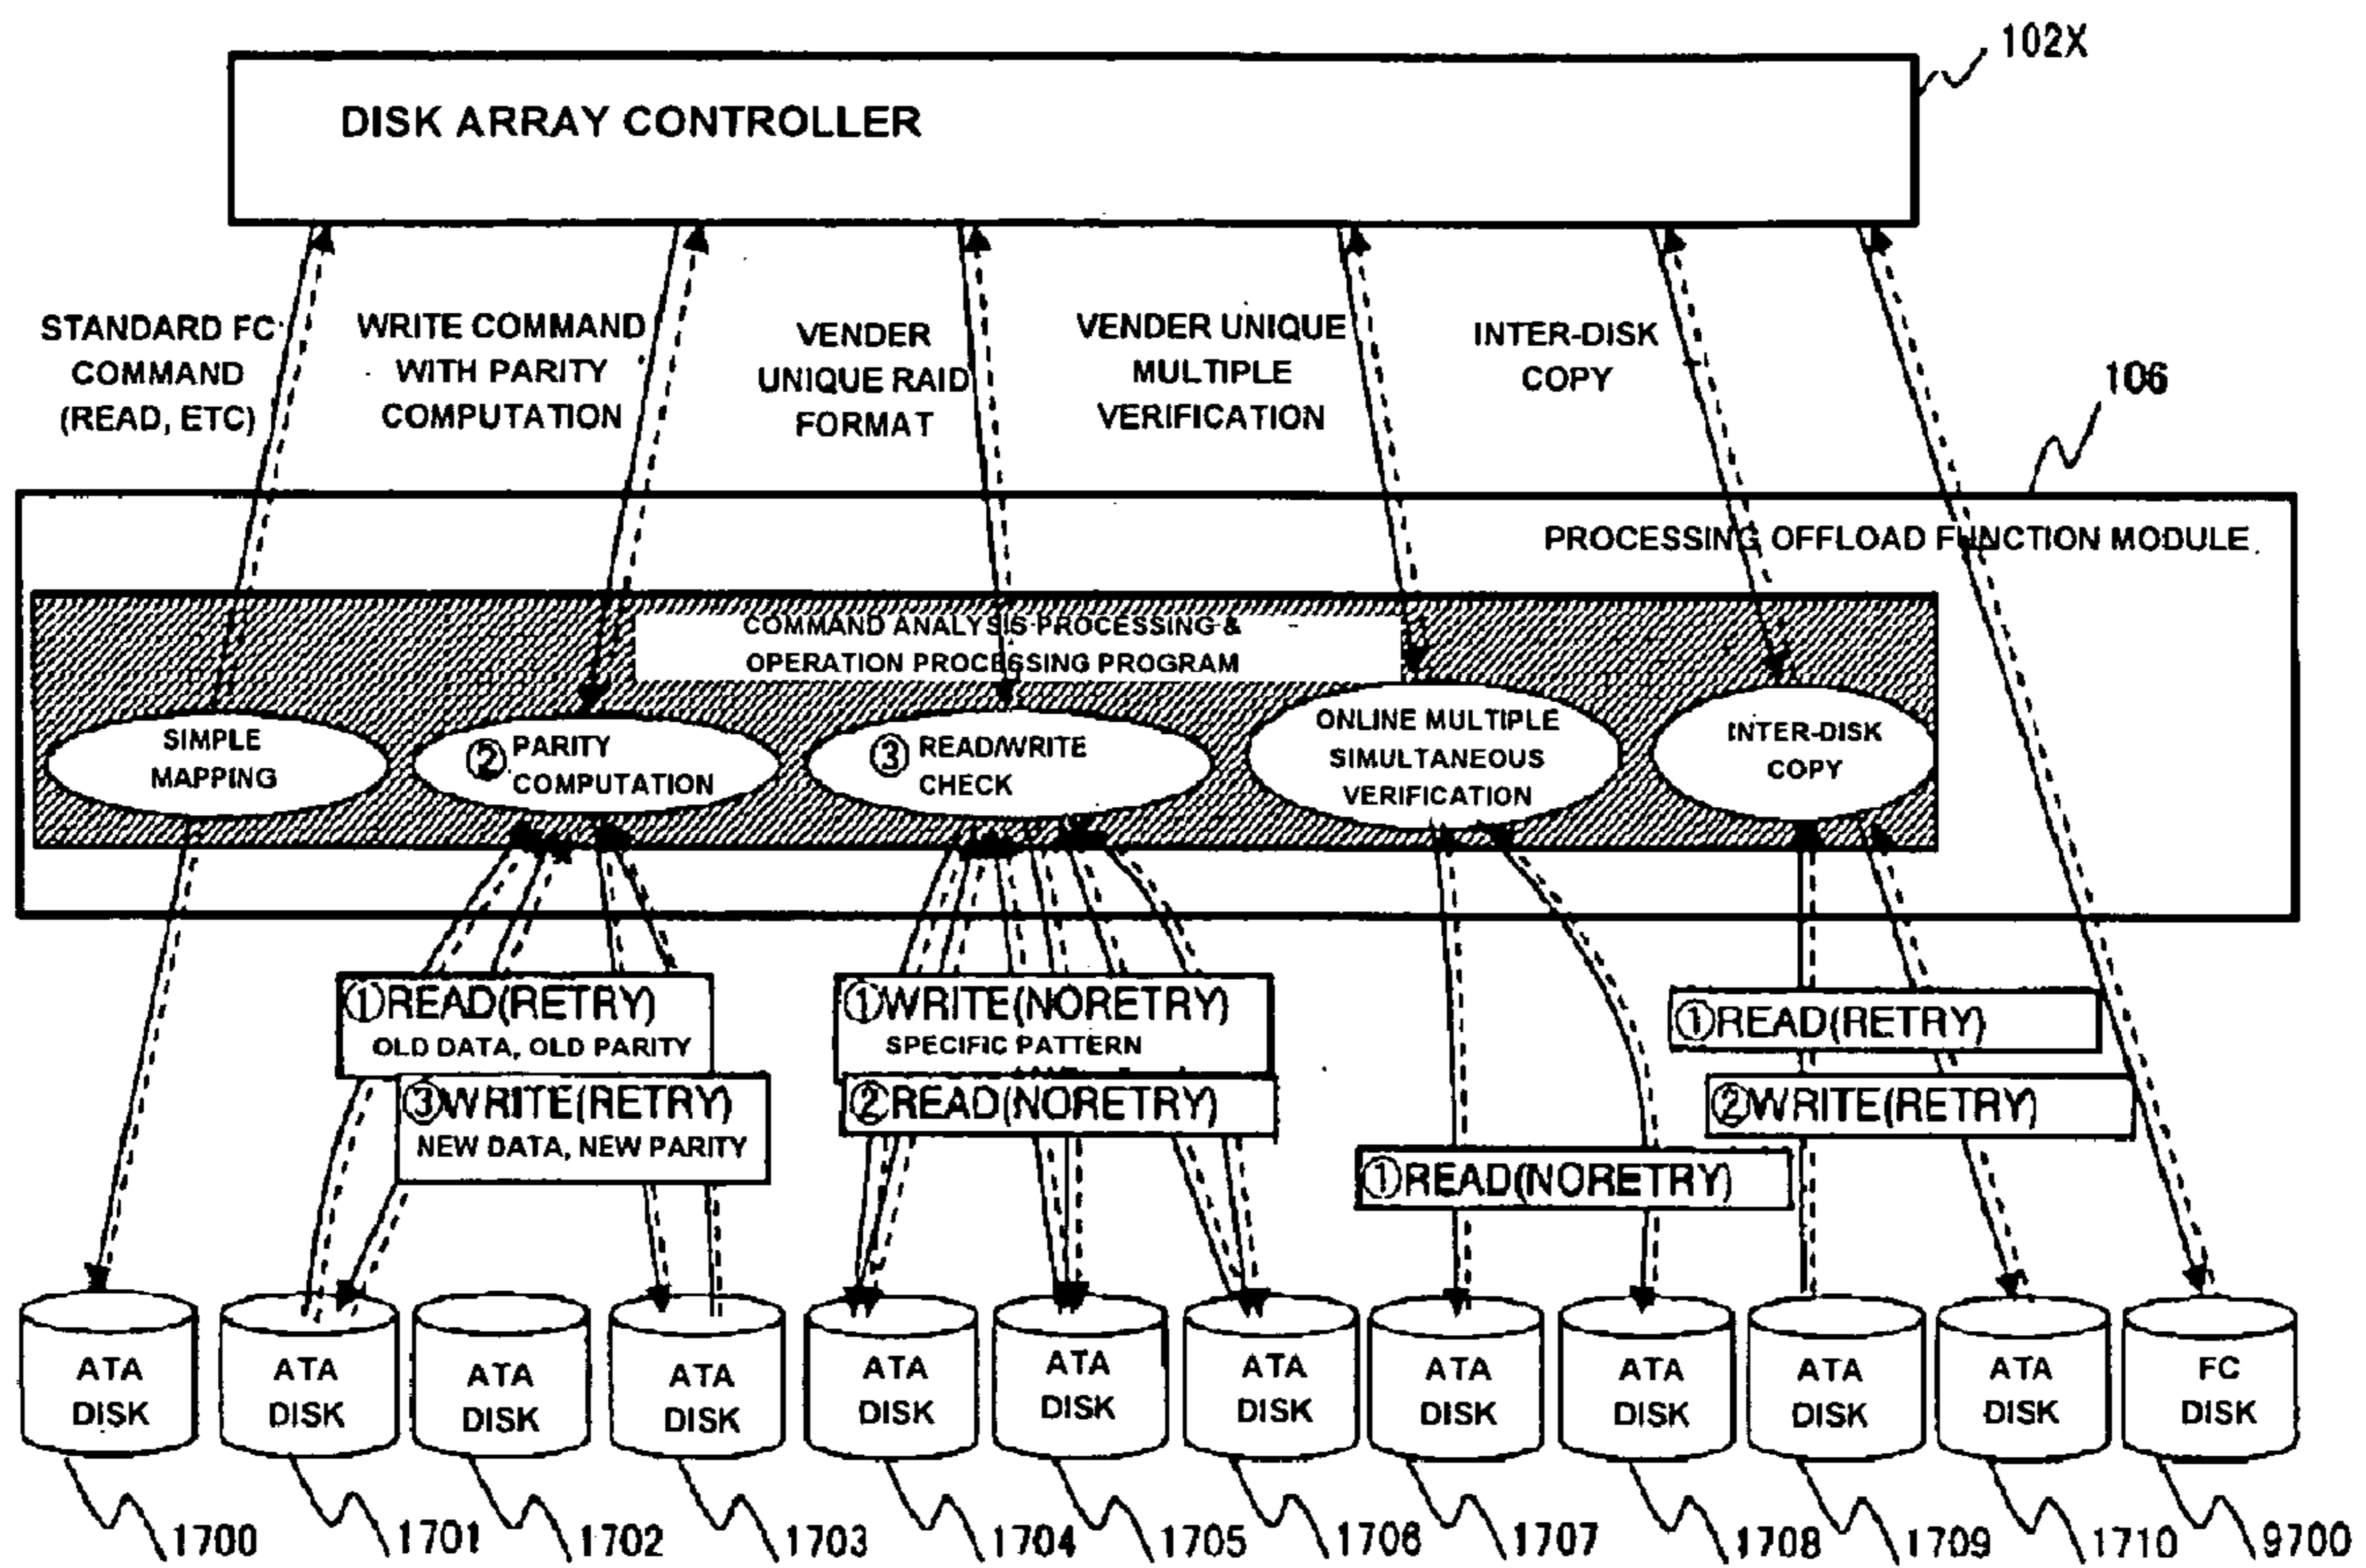 102X
DISK ARRAY CONTROLLER
STANDARD FC
COMMAND
(READ, ETC)
WRITE COMMAND
WITH PARITY
COMPUTATION
VENDER
UNIQUE RAID
FORMAT
VENDER UNIQUE
MULTIPLE
VERIFICATION
INTER-DISK
COPY
106
PROCESSING OFFLOAD FUNCTION MODULE
COMMAND ANALYSIS PROCESSING &
OPERATION PROCESSING PROGRAM
SIMPLE
MAPPING
② PARITY
COMPUTATION
③ READ/WRITE
CHECK
ONLINE MULTIPLE
SIMULTANEOUS
VERIFICATION
INTER-DISK
COPY
①READ(RETRY)
OLD DATA, OLD PARITY
③WRITE(RETRY)
NEW DATA, NEW PARITY
①WRITE(NORETRY)
SPECIFIC PATTERN
②READ(NORETRY)
①READ(NORETRY)
①READ(RETRY)
②WRITE(RETRY)
ATA
DISK
ATA
DISK
ATA
DISK
ATA
DISK
ATA
DISK
ATA
DISK
ATA
DISK
ATA
DISK
ATA
DISK
ATA
DISK
ATA
DISK
FC
DISK
1700
1701
1702
1703
1704
1705
1706
1707
1708
1709
1710
9700